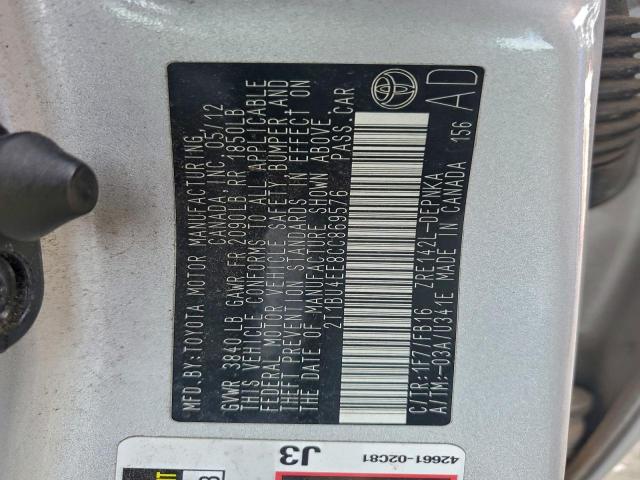 MFD.BY:TOYOTA MOTOR MANUFACTURING
CANADA, INC. 05/12
GVWR 3840LB GAWR FR 2090LB RR 1850LB
THIS VEHICLE CONFORMS TO ALL APPLICABLE
FEDERAL MOTOR VEHICLE SAFETY, BUMPER AND
THEFT PREVENTION STANDARDS IN EFFECT ON
THE DATE OF MANUFACTURE SHOWN ABOVE.
2T1BU4EE8CC869576 PASS.CAR
C/TR:1F7/FB16 ZRE142L-DEPNKA
A/TM:-03A/U341E MADE IN CANADA 156
AD
J3
42661-02C81